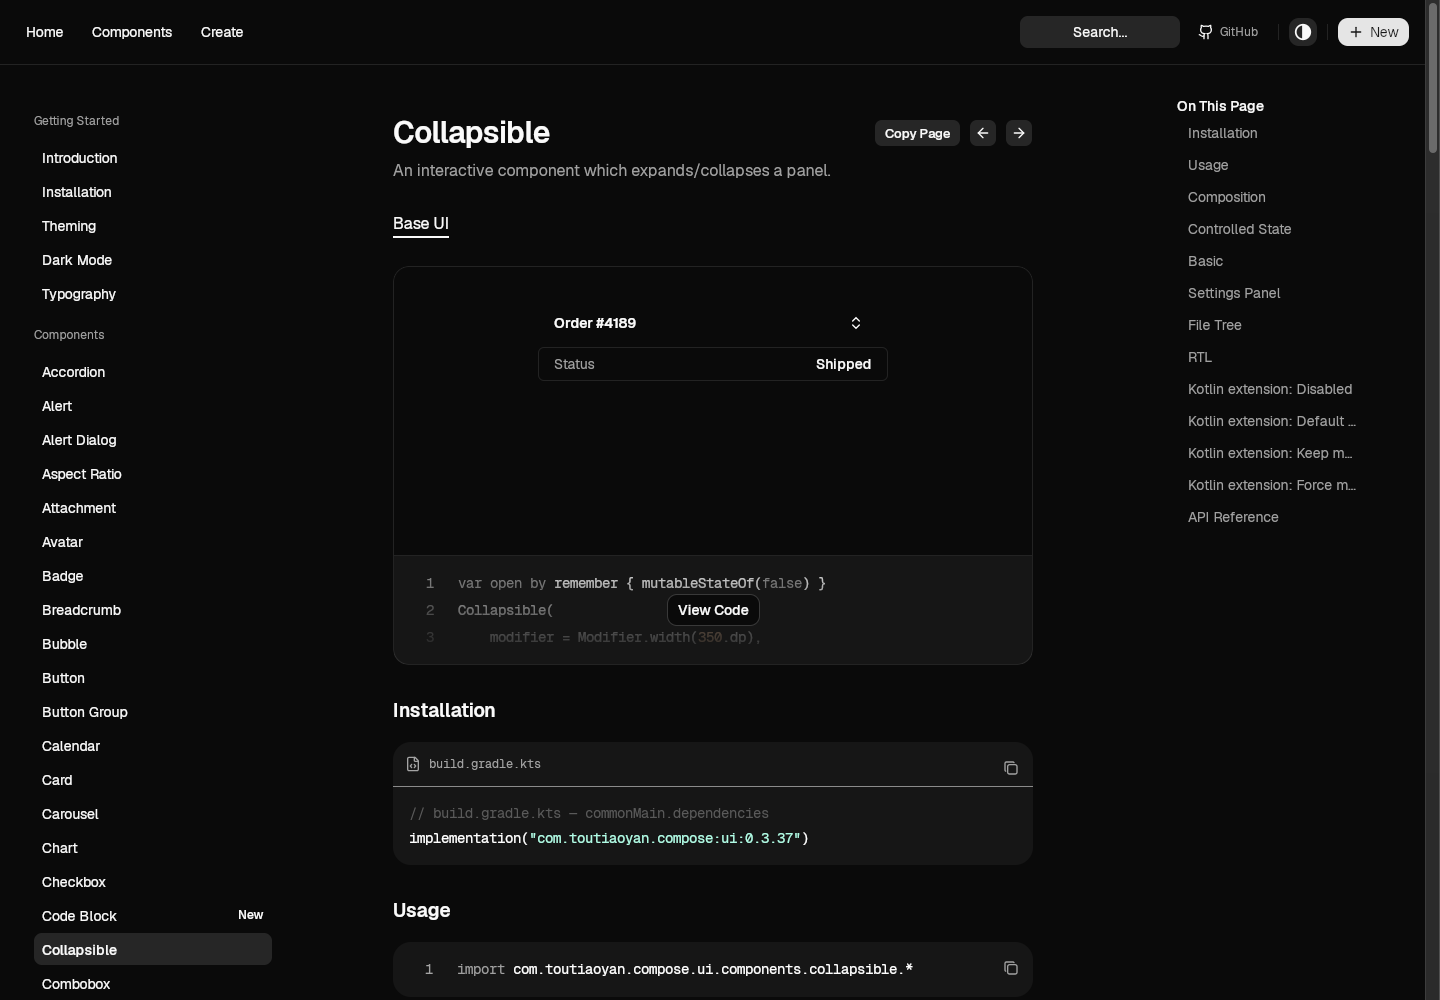 Home
Components
Create
Search...
GitHub
New
Getting Started
Introduction
Installation
Theming
Dark Mode
Typography
Components
Accordion
Alert
Alert Dialog
Aspect Ratio
Attachment
Avatar
Badge
Breadcrumb
Bubble
Button
Button Group
Calendar
Card
Carousel
Chart
Checkbox
Code Block New
Collapsible
Combobox
Collapsible
Copy Page
An interactive component which expands/collapses a panel.
Base UI
Order #4189
Status Shipped
1 var open by remember { mutableStateOf(false) }
2 Collapsible(
View Code
3 modifier = Modifier.width(350.dp),
Installation
build.gradle.kts
// build.gradle.kts — commonMain.dependencies
implementation("com.toutiaoyan.compose:ui:0.3.37")
Usage
1 import com.toutiaoyan.compose.ui.components.collapsible.*
On This Page
Installation
Usage
Composition
Controlled State
Basic
Settings Panel
File Tree
RTL
Kotlin extension: Disabled
Kotlin extension: Default ...
Kotlin extension: Keep m...
Kotlin extension: Force m...
API Reference